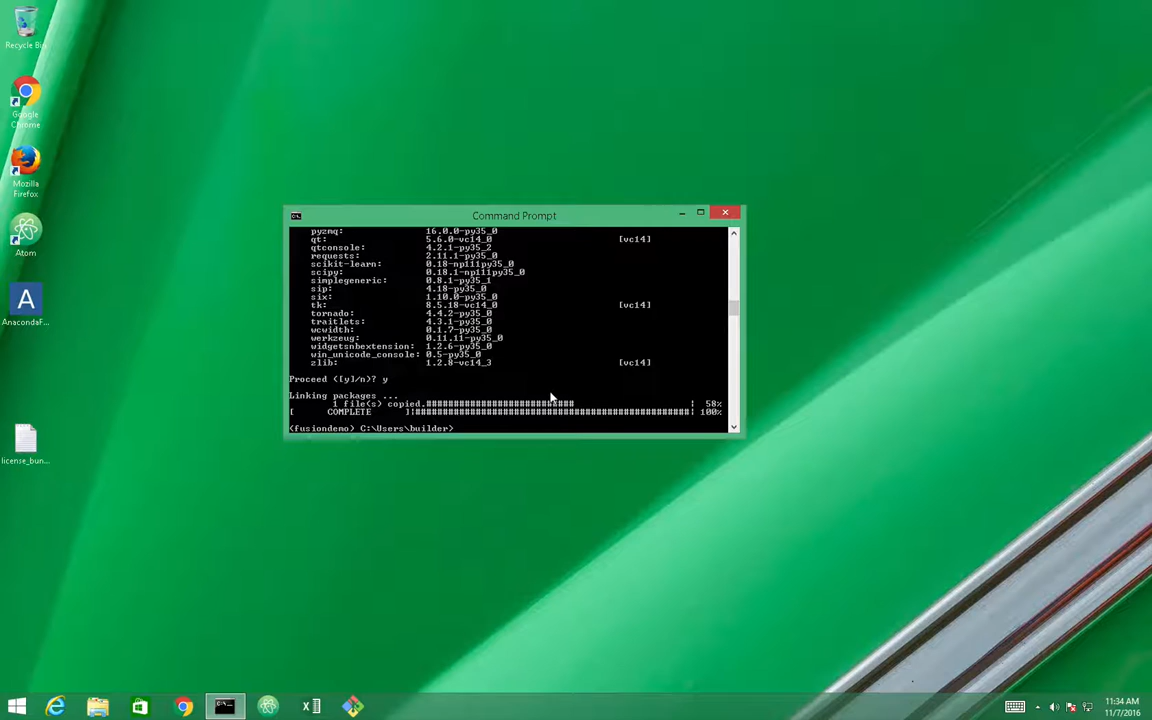 Recycle Bin
Google
Chrome
Mozilla
Firefox
Atom
A
AnacondaF...
license_bun...
C:\.
Command Prompt
pyzmq: 16.0.0-py35_0
qt: 5.6.0-vc14_0 [vc14]
qtconsole: 4.2.1-py35_2
requests: 2.11.1-py35_0
scikit-learn: 0.18-np111py35_0
scipy: 0.18.1-np111py35_0
simplegeneric: 0.8.1-py35_1
sip: 4.18-py35_0
six: 1.10.0-py35_0
tk: 8.5.18-vc14_0 [vc14]
tornado: 4.4.2-py35_0
traitlets: 4.3.1-py35_0
wcwidth: 0.1.7-py35_0
werkzeug: 0.11.11-py35_0
widgetsnbextension: 1.2.6-py35_0
win_unicode_console: 0.5-py35_0
zlib: 1.2.8-vc14_3 [vc14]
Proceed ([y]/n)? y
Linking packages ...
1 file(s) copied.########################### | 58%
[ COMPLETE ]|##################################################| 100%
(fusiondemo) C:\Users\builder>
11:34 AM
11/7/2016